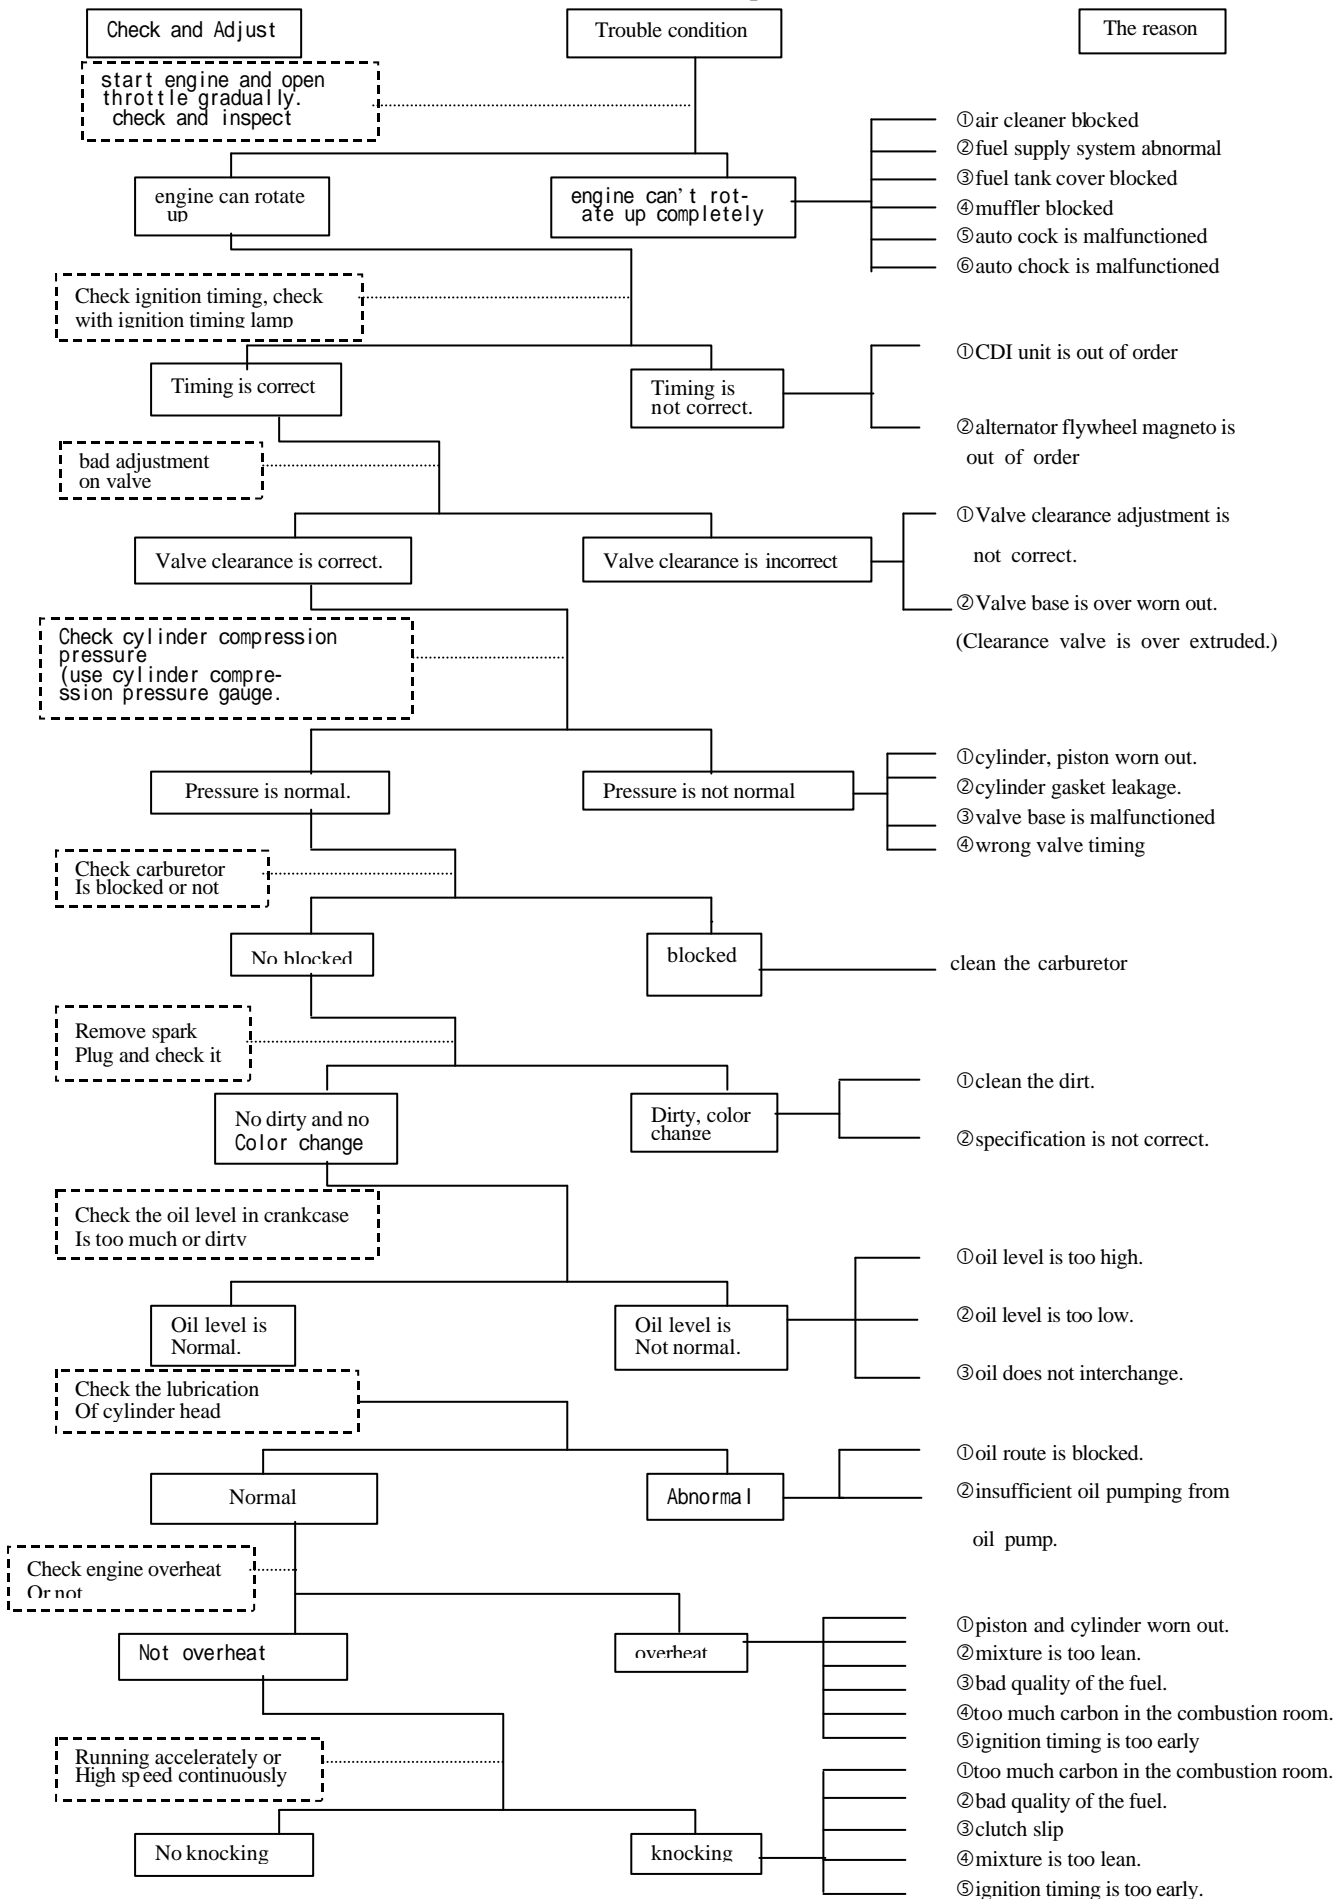 Check and Adjust
Trouble condition
The reason
start engine and open
throttle gradually.
check and inspect
①air cleaner blocked
②fuel supply system abnormal
③fuel tank cover blocked
④muffler blocked
⑤auto cock is malfunctioned
⑥auto chock is malfunctioned
engine can rotate
up
engine can't rot-
ate up completely
Check ignition timing, check
with ignition timing lamp
Timing is correct
Timing is
not correct.
①CDI unit is out of order
②alternator flywheel magneto is
out of order
bad adjustment
on valve
Valve clearance is correct.
Valve clearance is incorrect
①Valve clearance adjustment is
not correct.
②Valve base is over worn out.
(Clearance valve is over extruded.)
Check cylinder compression
pressure
(use cylinder compre-
ssion pressure gauge.
Pressure is normal.
Pressure is not normal
①cylinder, piston worn out.
②cylinder gasket leakage.
③valve base is malfunctioned
④wrong valve timing
Check carburetor
Is blocked or not
No blocked
blocked
clean the carburetor
Remove spark
Plug and check it
No dirty and no
Color change
Dirty, color
change
①clean the dirt.
②specification is not correct.
Check the oil level in crankcase
Is too much or dirty
Oil level is
Normal.
Oil level is
Not normal.
①oil level is too high.
②oil level is too low.
③oil does not interchange.
Check the lubrication
Of cylinder head
Normal
Abnormal
①oil route is blocked.
②insufficient oil pumping from
oil pump.
Check engine overheat
Or not
Not overheat
overheat
①piston and cylinder worn out.
②mixture is too lean.
③bad quality of the fuel.
④too much carbon in the combustion room.
⑤ignition timing is too early
Running accelerately or
High speed continuously
No knocking
knocking
①too much carbon in the combustion room.
②bad quality of the fuel.
③clutch slip
④mixture is too lean.
⑤ignition timing is too early.